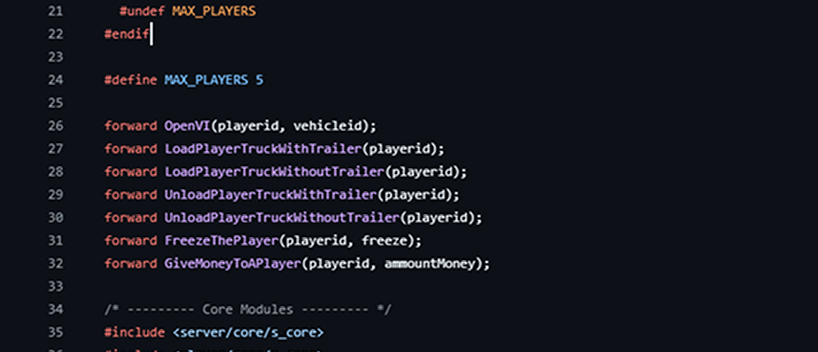 21 #undef MAX_PLAYERS
22 #endif
23
24 #define MAX_PLAYERS 5
25
26 forward OpenVI(playerid, vehicleid);
27 forward LoadPlayerTruckWithTrailer(playerid);
28 forward LoadPlayerTruckWithoutTrailer(playerid);
29 forward UnloadPlayerTruckWithTrailer(playerid);
30 forward UnloadPlayerTruckWithoutTrailer(playerid);
31 forward FreezeThePlayer(playerid, freeze);
32 forward GiveMoneyToAPlayer(playerid, ammountMoney);
33
34 /* --------- Core Modules --------- */
35 #include <server/core/s_core>